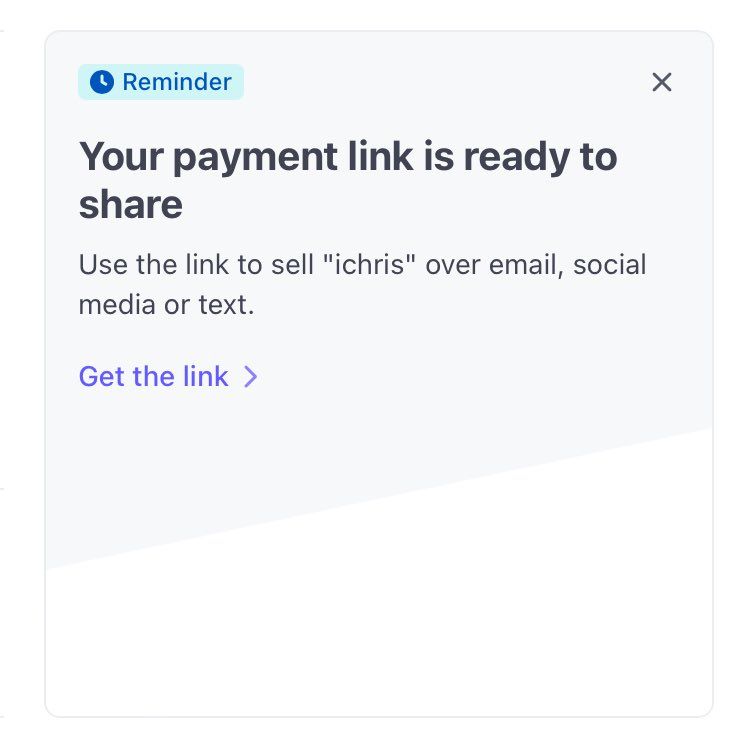 Reminder
Your payment link is ready to
share
Use the link to sell "ichris" over email, social
media or text.
Get the link